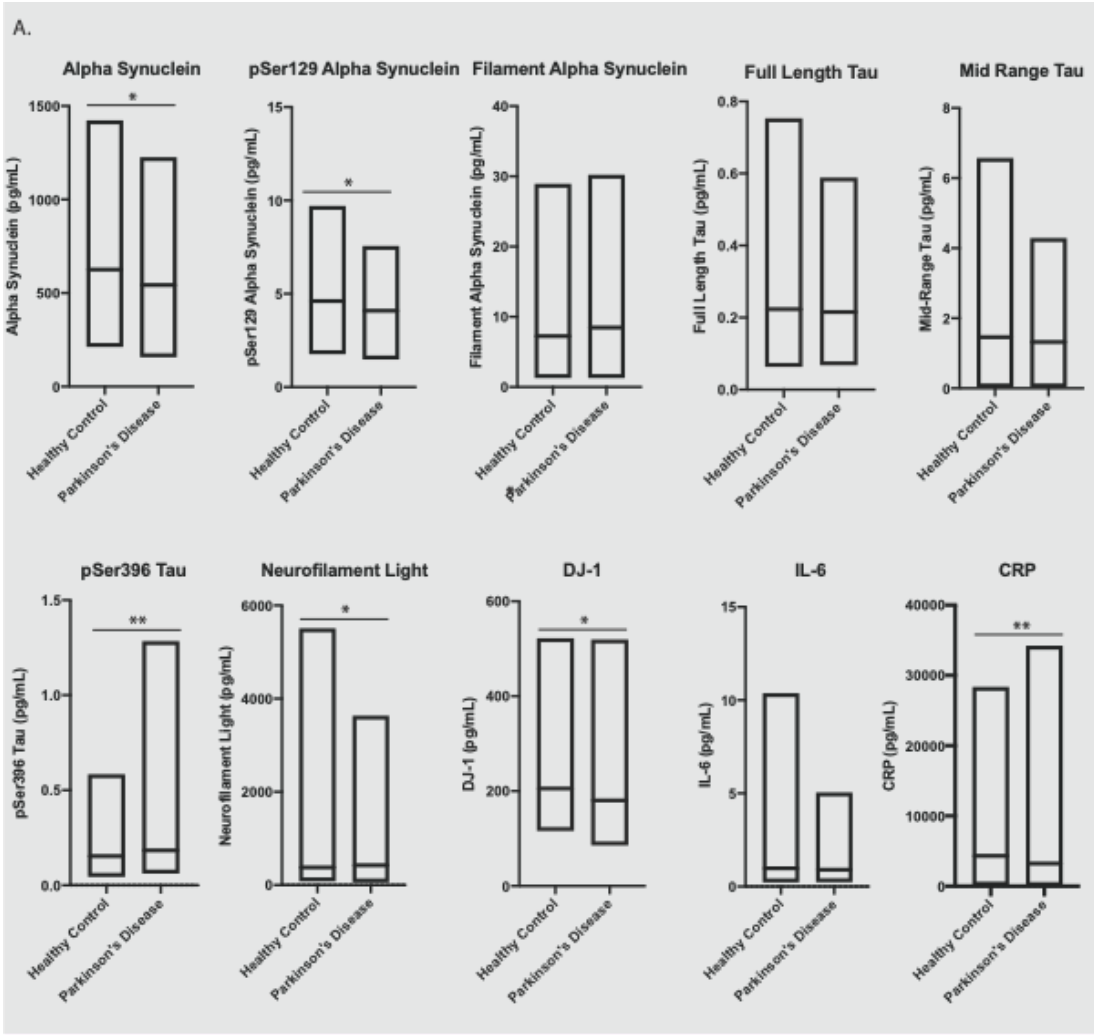 A.
Alpha Synuclein
Alpha Synuclein (pg/mL)
1500
1000
500
0
*
Healthy Control
Parkinson's Disease
pSer129 Alpha Synuclein
pSer129 Alpha Synuclein (pg/mL)
15
10
5
0
*
Healthy Control
Parkinson's Disease
Filament Alpha Synuclein
Filament Alpha Synuclein (pg/mL)
40
30
20
10
0
Healthy Control
Parkinson's Disease
*
Full Length Tau
Full Length Tau (pg/mL)
0.8
0.6
0.4
0.2
0.0
Healthy Control
Parkinson's Disease
Mid Range Tau
Mid-Range Tau (pg/mL)
8
6
4
2
0
Healthy Control
Parkinson's Disease
pSer396 Tau
pSer396 Tau (pg/mL)
1.5
1.0
0.5
0.0
**
Healthy Control
Parkinson's Disease
Neurofilament Light
Neurofilament Light (pg/mL)
6000
4000
2000
0
*
Healthy Control
Parkinson's Disease
DJ-1
DJ-1 (pg/mL)
600
400
200
0
*
Healthy Control
Parkinson's Disease
IL-6
IL-6 (pg/mL)
15
10
5
0
Healthy Control
Parkinson's Disease
CRP
CRP (pg/mL)
40000
30000
20000
10000
0
**
Healthy Control
Parkinson's Disease